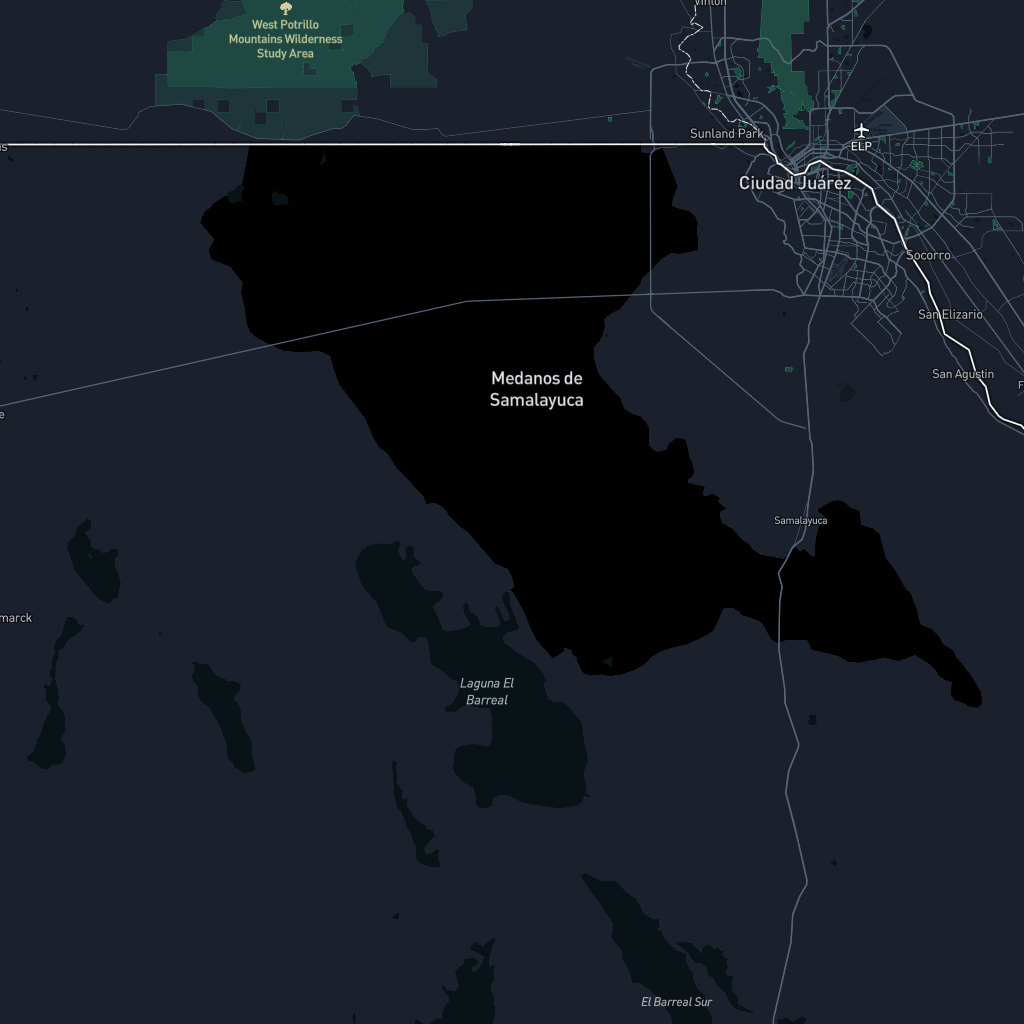 Vinton
West Potrillo
Mountains Wilderness
Study Area
Sunland Park
ELP
Ciudad Juárez
Socorro
San Elizario
San Agustin
F
Medanos de
Samalayuca
e
Samalayuca
marck
Laguna El
Barreal
El Barreal Sur